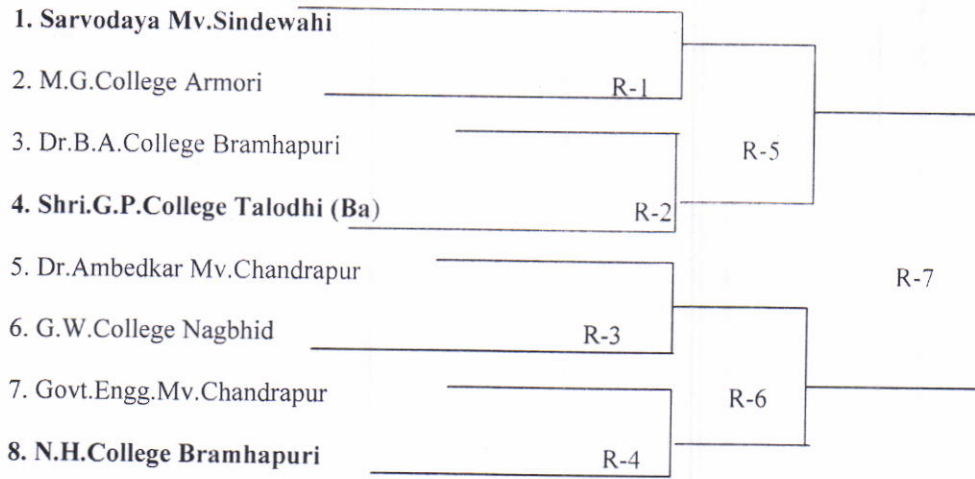 1. Sarvodaya Mv.Sindewahi
2. M.G.College Armori
R-1
3. Dr.B.A.College Bramhapuri
R-5
4. Shri.G.P.College Talodhi (Ba)
R-2
5. Dr.Ambedkar Mv.Chandrapur
R-7
6. G.W.College Nagbhid
R-3
7. Govt.Engg.Mv.Chandrapur
R-6
8. N.H.College Bramhapuri
R-4